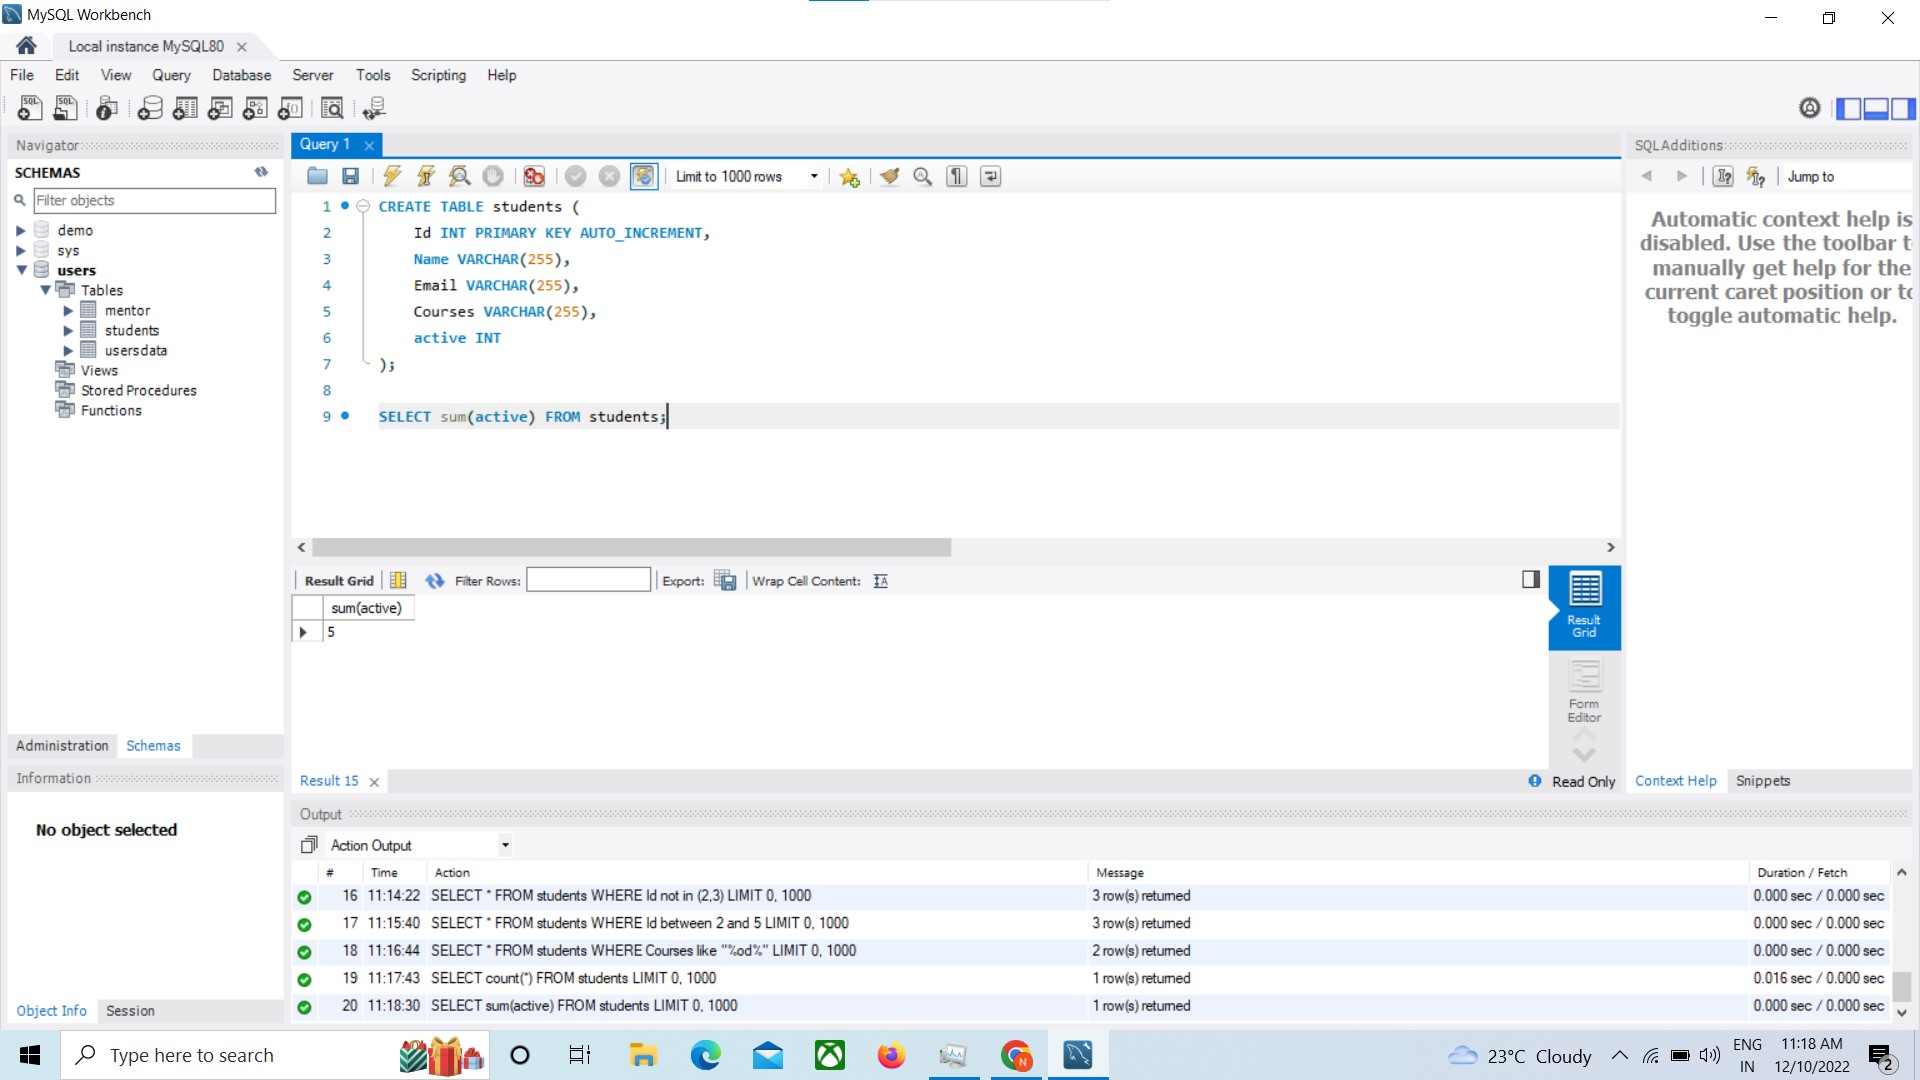 MySQL Workbench
Local instance MySQL80
File Edit View Query Database Server Tools Scripting Help
Navigator
SCHEMAS
Filter objects
demo
sys
users
Tables
mentor
students
usersdata
Views
Stored Procedures
Functions
Administration Schemas
Information
No object selected
Object Info Session
Query 1
Limit to 1000 rows
1 CREATE TABLE students (
2 Id INT PRIMARY KEY AUTO_INCREMENT,
3 Name VARCHAR(255),
4 Email VARCHAR(255),
5 Courses VARCHAR(255),
6 active INT
7 );
8
9 SELECT sum(active) FROM students;
Result Grid Filter Rows: Export: Wrap Cell Content:
sum(active)
5
Result Grid
Form Editor
Result 15
Read Only
SQLAdditions
Jump to
Automatic context help is
disabled. Use the toolbar t
manually get help for the
current caret position or to
toggle automatic help.
Context Help Snippets
Output
Action Output
# Time Action Message Duration / Fetch
16 11:14:22 SELECT * FROM students WHERE Id not in (2,3) LIMIT 0, 1000 3 row(s) returned 0.000 sec / 0.000 sec
17 11:15:40 SELECT * FROM students WHERE Id between 2 and 5 LIMIT 0, 1000 3 row(s) returned 0.000 sec / 0.000 sec
18 11:16:44 SELECT * FROM students WHERE Courses like "%od%" LIMIT 0, 1000 2 row(s) returned 0.000 sec / 0.000 sec
19 11:17:43 SELECT count(*) FROM students LIMIT 0, 1000 1 row(s) returned 0.016 sec / 0.000 sec
20 11:18:30 SELECT sum(active) FROM students LIMIT 0, 1000 1 row(s) returned 0.000 sec / 0.000 sec
Type here to search
23°C Cloudy
ENG
IN
11:18 AM
12/10/2022
2